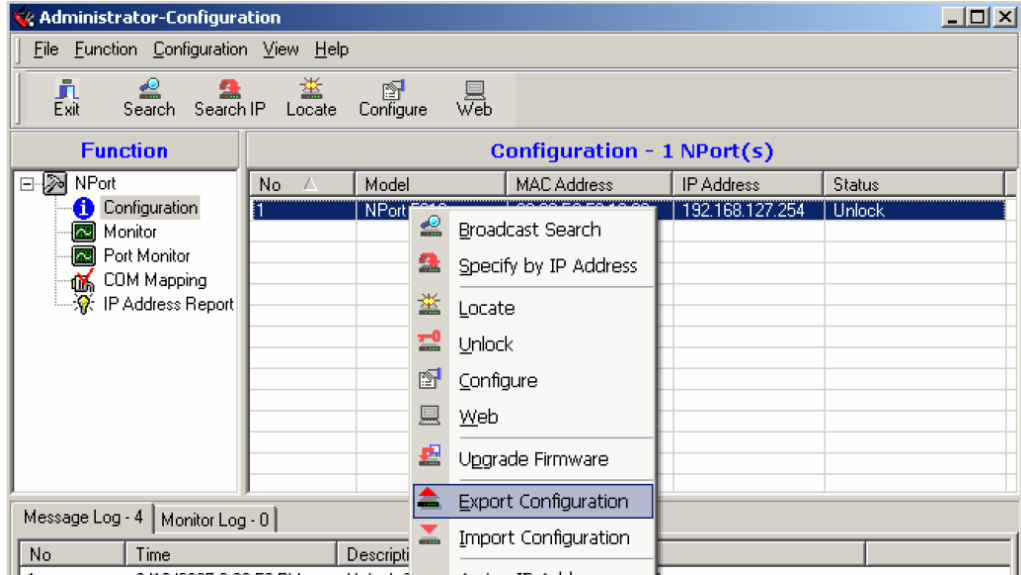 Administrator-Configuration
File Function Configuration View Help
Exit Search Search IP Locate Configure Web
Function
Configuration - 1 NPort(s)
NPort
Configuration
Monitor
Port Monitor
COM Mapping
IP Address Report
No Model MAC Address IP Address Status
1 NPort 192.168.127.254 Unlock
Broadcast Search
Specify by IP Address
Locate
Unlock
Configure
Web
Upgrade Firmware
Export Configuration
Import Configuration
Message Log - 4 Monitor Log - 0
No Time Descripti